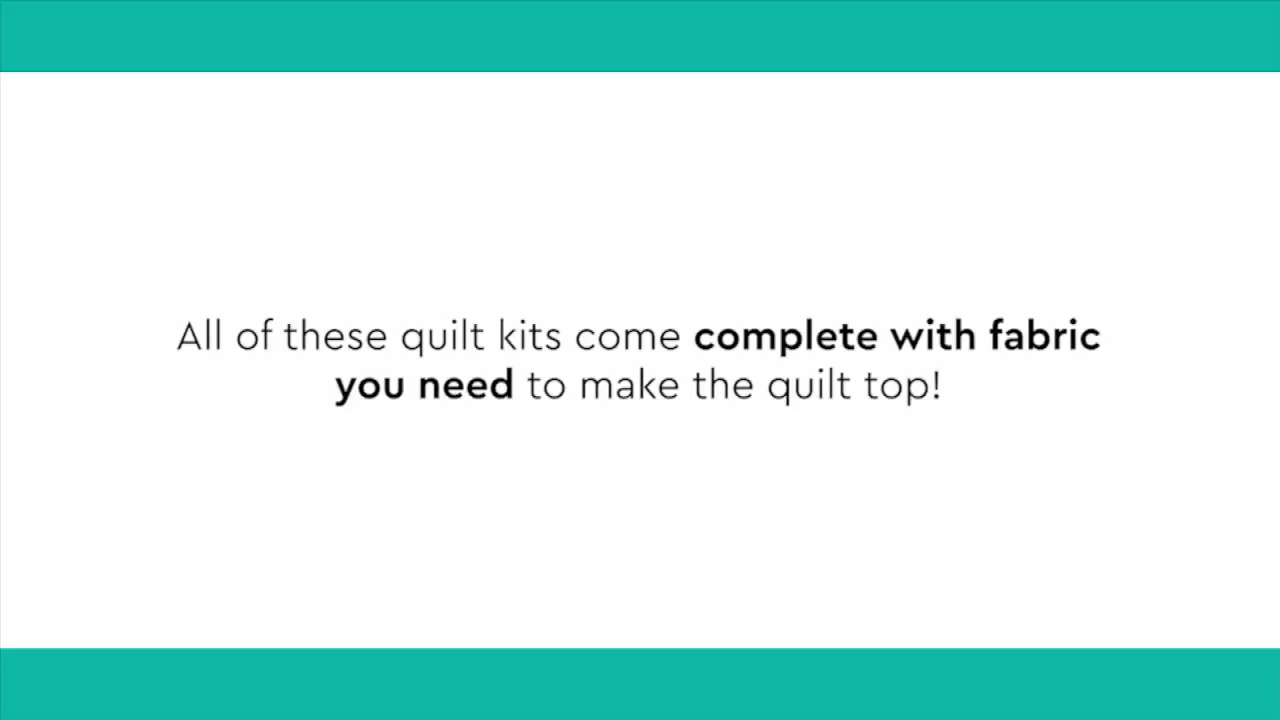 All of these quilt kits come complete with fabric
you need to make the quilt top!